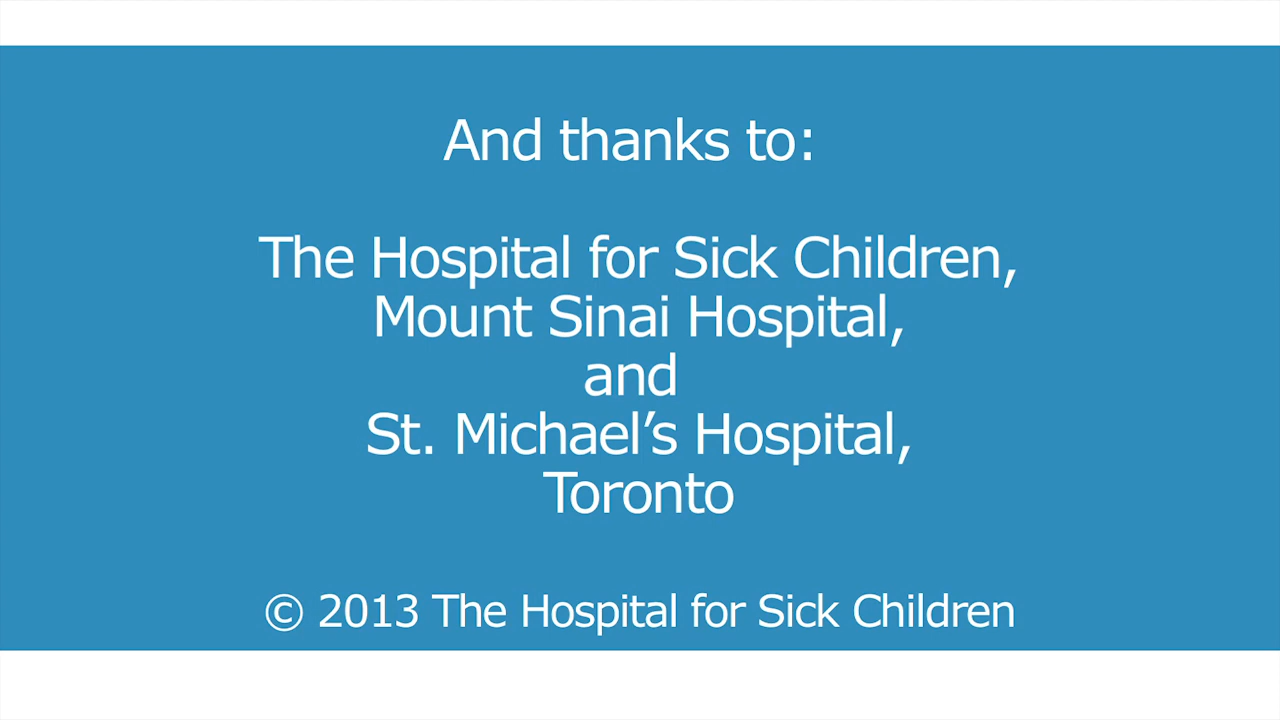 And thanks to:
The Hospital for Sick Children,
Mount Sinai Hospital,
and
St. Michael’s Hospital,
Toronto
© 2013 The Hospital for Sick Children